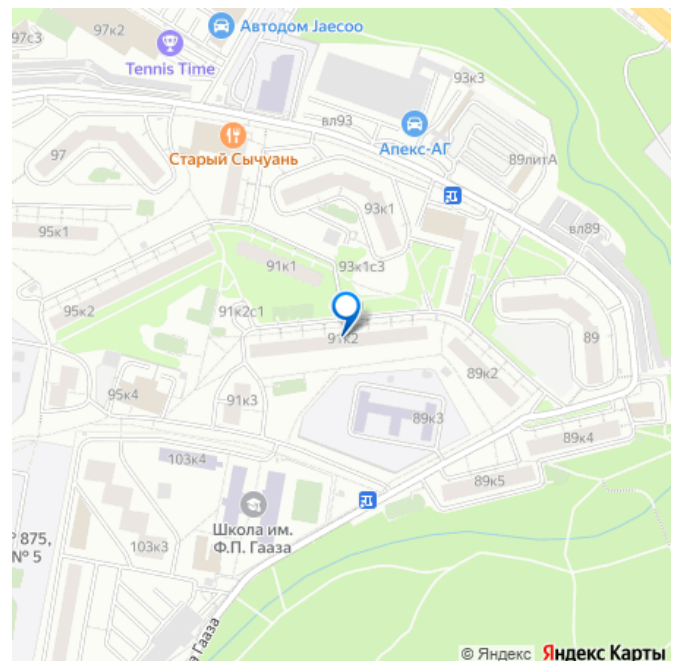 97к2
97с3
Автодом Jaecoo
Tennis Time
93к3
вл93
Апекс-АГ
97
Старый Сычуань
89литА
93к1
вл89
95к1
91к1
93к1с3
95к2
91к2с1
91к2
89
89к2
95к4
91к3
89к3
89к4
103к4
89к5
Школа им.
Ф.П. Гааза
° 875,
№ 5
103к3
а Гааза
© Яндекс Яндекс Карты